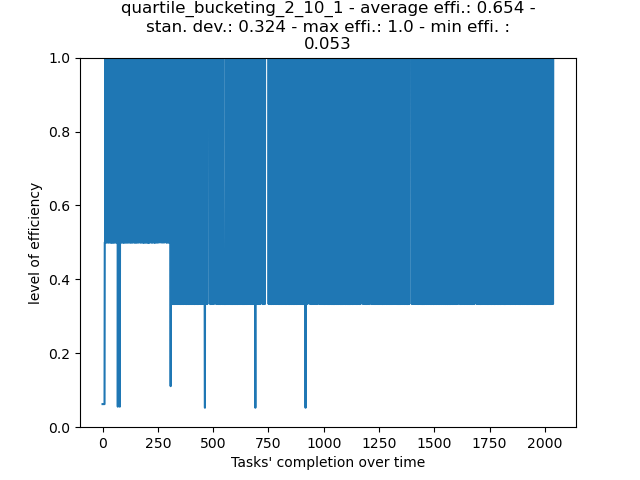 quartile_bucketing_2_10_1 - average effi.: 0.654 -
stan. dev.: 0.324 - max effi.: 1.0 - min effi. :
0.053
1.0
0.8
0.6
0.4
0.2
0.0
level of efficiency
0 250 500 750 1000 1250 1500 1750 2000
Tasks' completion over time